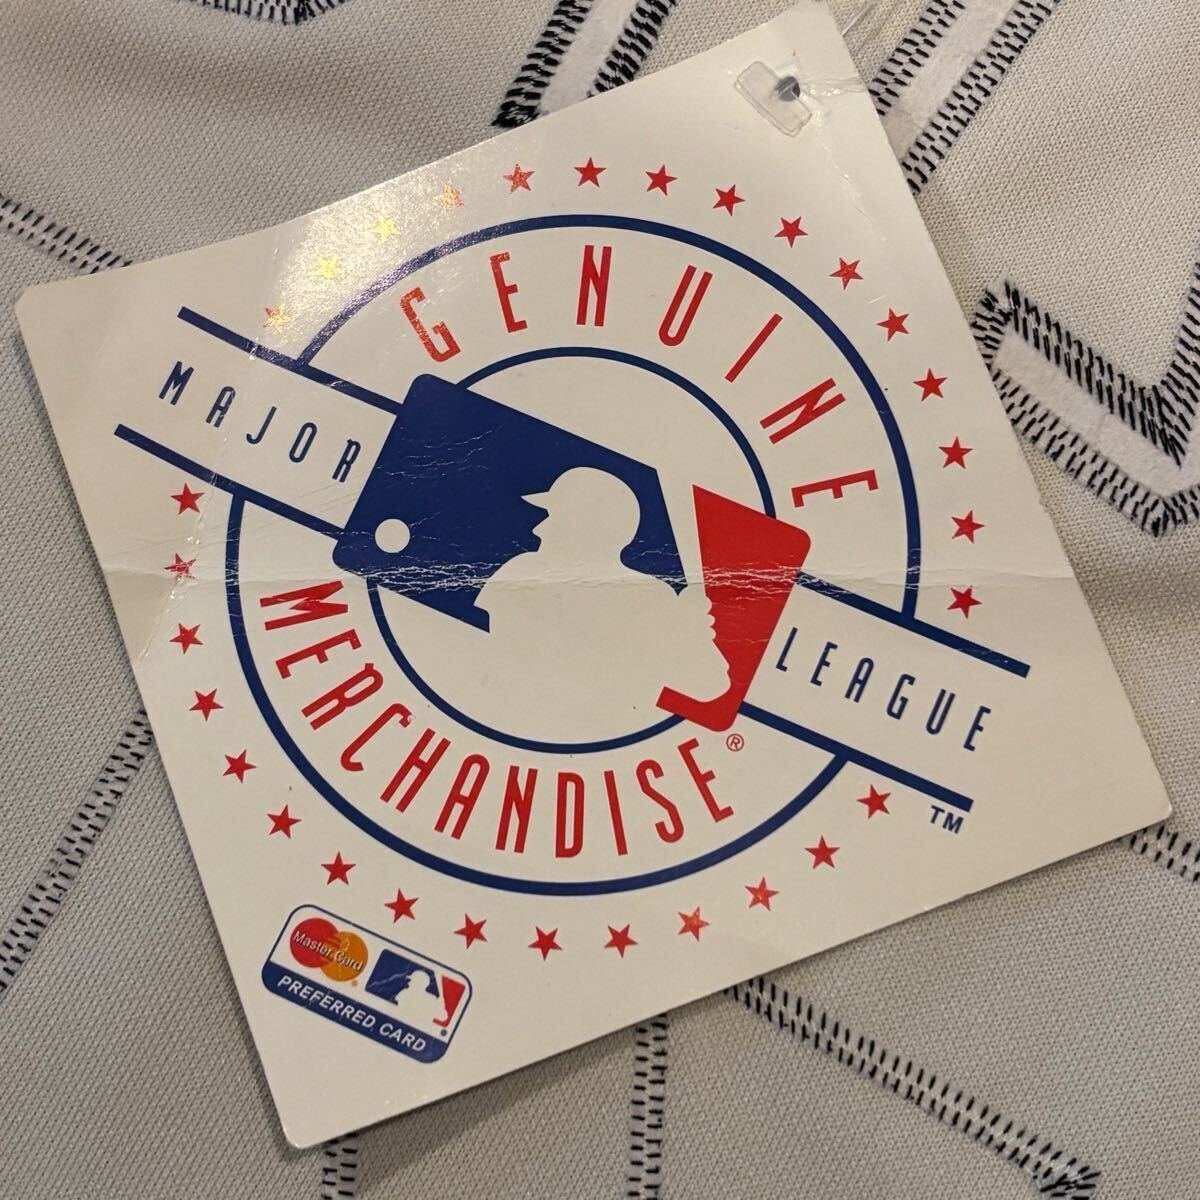 GENUINE
MAJOR
LEAGUE
MERCHANDISE®
TM
MasterCard
PREFERRED CARD